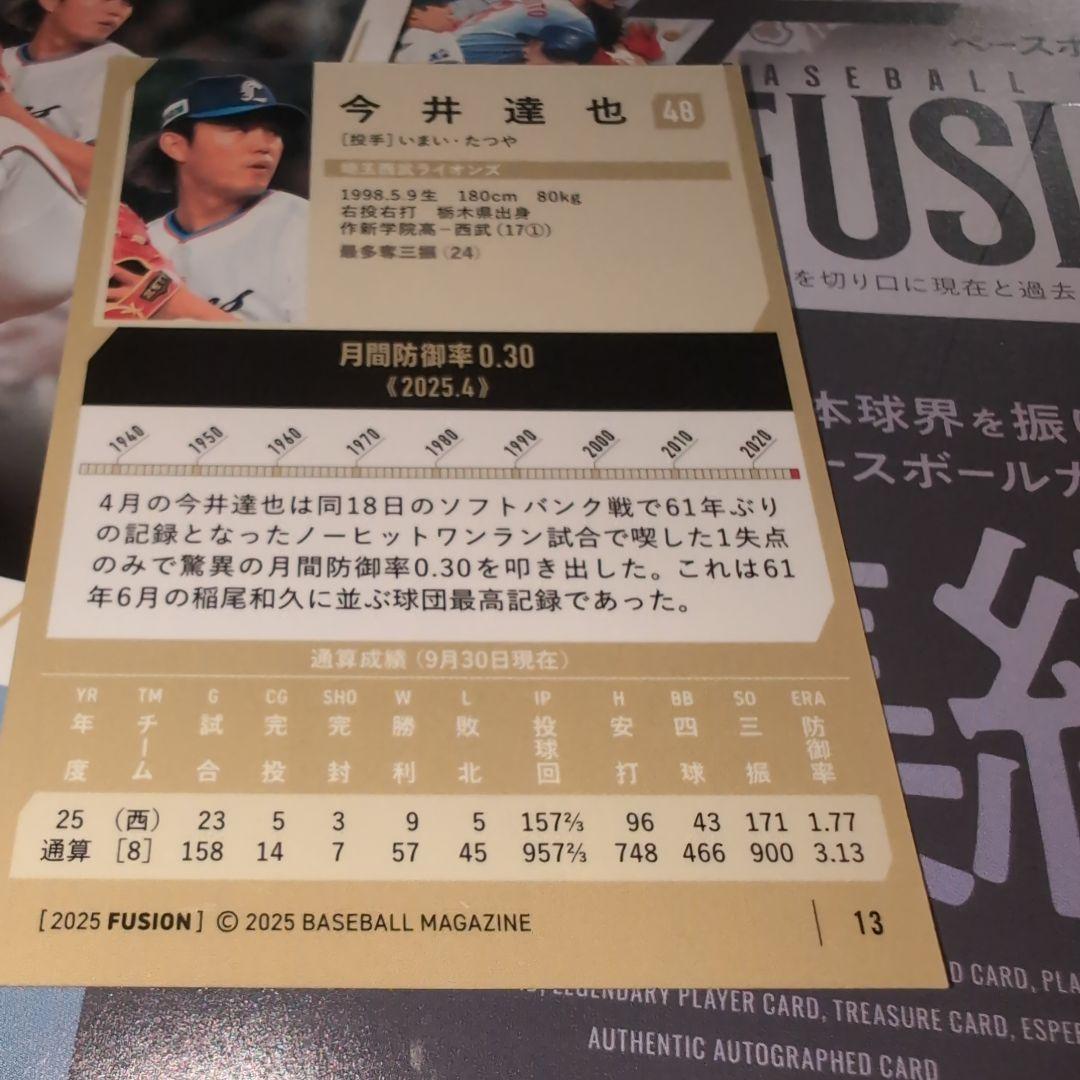 今井達也 48
[投手]いまい・たつや
埼玉西武ライオンズ
1998.5.9生 180cm 80kg
右投右打 栃木県出身
作新学院高－西武(17①)
最多奪三振(24)
月間防御率0.30
《2025.4》
1940 1950 1960 1970 1980 1990 2000 2010 2020
4月の今井達也は同18日のソフトバンク戦で61年ぶり
の記録となったノーヒットワンラン試合で喫した1失点
のみで驚異の月間防御率0.30を叩き出した。これは61
年6月の稲尾和久に並ぶ球団最高記録であった。
通算成績(9月30日現在)
YR TM G CG SHO W L IP H BB SO ERA
年度 チーム 試合 完投 完封 勝利 敗北 投球回 安打 四球 三振 防御率
25 (西) 23 5 3 9 5 157⅔ 96 43 171 1.77
通算 [8] 158 14 7 57 45 957⅔ 748 466 900 3.13
[2025 FUSION] © 2025 BASEBALL MAGAZINE
13
ベースボ
BASEBALL
FUSI
を切り口に現在と過去
本球界を振り
ースボールカ
D CARD, PLA
LEGENDARY PLAYER CARD, TREASURE CARD, ESPE
AUTHENTIC AUTOGRAPHED CARD